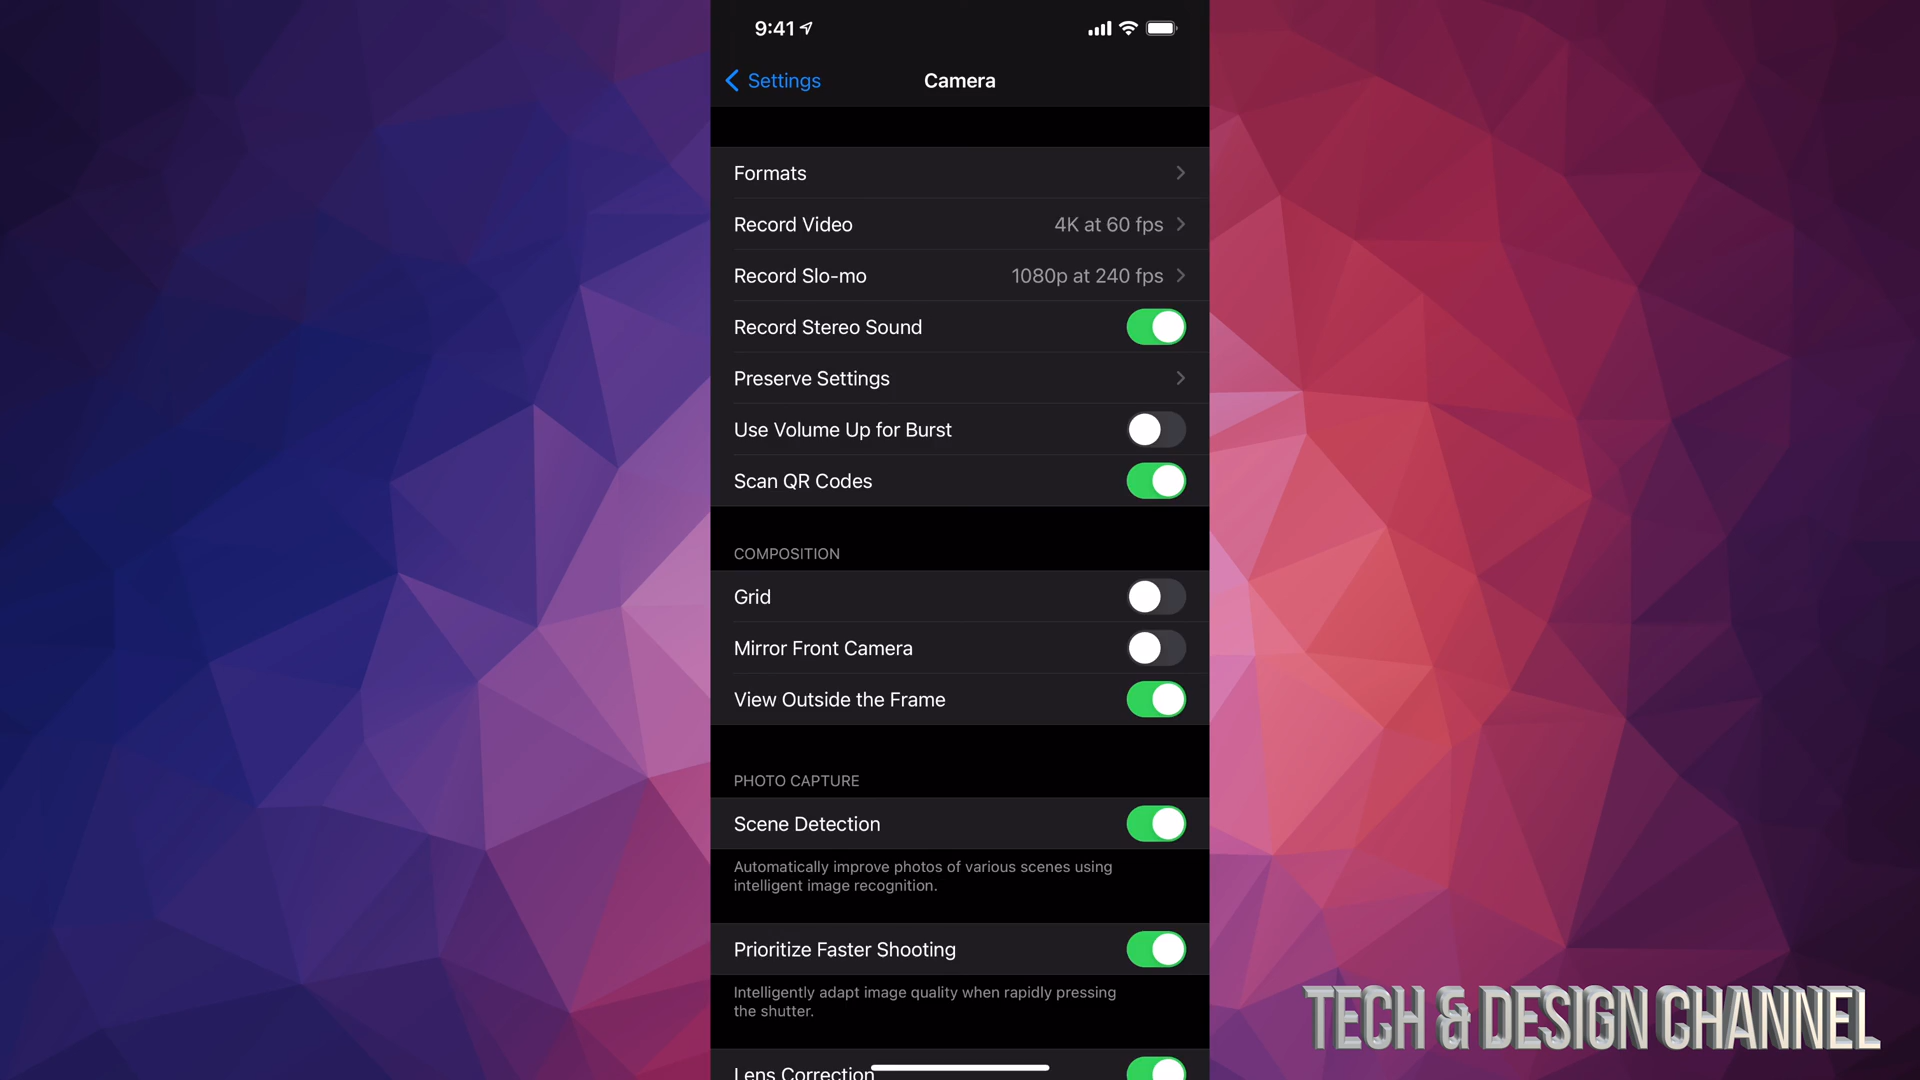 9:41
Settings
Camera
Formats
Record Video 4K at 60 fps
Record Slo-mo 1080p at 240 fps
Record Stereo Sound
Preserve Settings
Use Volume Up for Burst
Scan QR Codes
COMPOSITION
Grid
Mirror Front Camera
View Outside the Frame
PHOTO CAPTURE
Scene Detection
Automatically improve photos of various scenes using
intelligent image recognition.
Prioritize Faster Shooting
Intelligently adapt image quality when rapidly pressing
the shutter.
Lens Correction
TECH & DESIGN CHANNEL